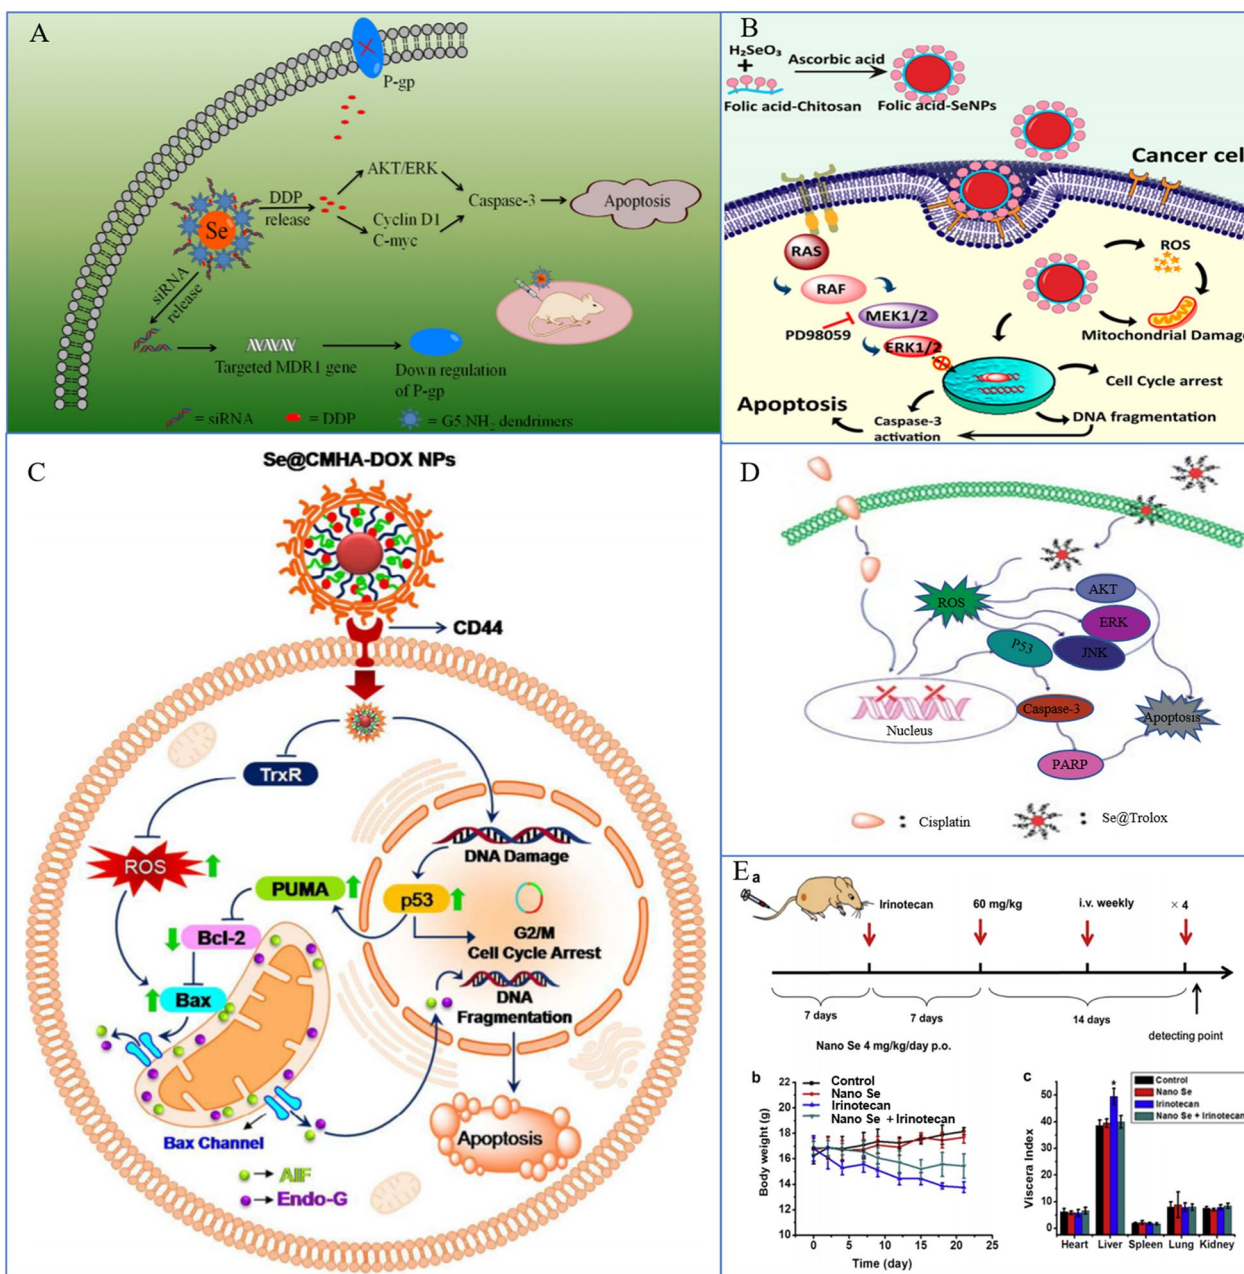 A
P-gp
AKT/ERK
DDP
release
Se
Cyclin D1
C-myc
Caspase-3
Apoptosis
siRNA
release
Targeted MDR1 gene
Down regulation
of P-gp
= siRNA
= DDP
= G5.NH2 dendrimers
B
H₂SeO₃
+
Ascorbic acid
Folic acid-Chitosan
Folic acid-SeNPs
Cancer cel
RAS
RAF
MEK1/2
PD98059
ERK1/2
ROS
Mitochondrial Damage
Cell Cycle arrest
DNA fragmentation
Apoptosis
Caspase-3
activation
C
Se@CMHA-DOX NPs
CD44
TrxR
ROS
DNA Damage
PUMA
p53
Bcl-2
G2/M
Cell Cycle Arrest
Bax
DNA
Fragmentation
Bax Channel
Apoptosis
AIF
Endo-G
D
ROS
AKT
ERK
P53
JNK
Caspase-3
Nucleus
Apoptosis
PARP
Cisplatin
Se@Trolox
E
a
Irinotecan
60 mg/kg
i.v. weekly
× 4
7 days
7 days
14 days
detecting point
Nano Se 4 mg/kg/day p.o.
b
Control
Nano Se
Irinotecan
Nano Se + Irinotecan
Body weight (g)
22
20
18
16
14
12
10
0 5 10 15 20 25
Time (day)
c
Control
Nano Se
Irinotecan
Nano Se + Irinotecan
*
Viscera Index
50
40
30
20
10
0
Heart Liver Spleen Lung Kidney